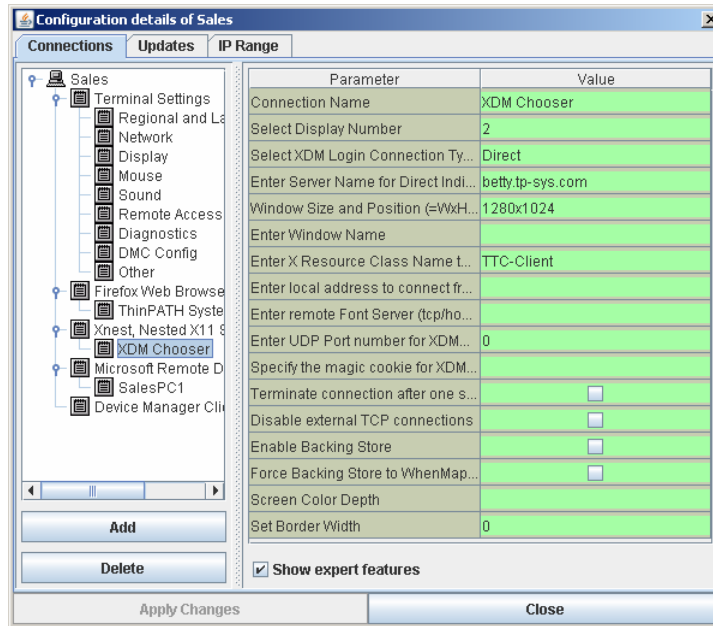 Configuration details of Sales
Connections Updates IP Range
Sales
Terminal Settings
Regional and La
Network
Display
Mouse
Sound
Remote Access
Diagnostics
DMC Config
Other
Firefox Web Browse
ThinPATH Syste
Xnest, Nested X11 S
XDM Chooser
Microsoft Remote D
SalesPC1
Device Manager Clie
Add
Delete
Parameter Value
Connection Name XDM Chooser
Select Display Number 2
Select XDM Login Connection Ty... Direct
Enter Server Name for Direct Indi... betty.tp-sys.com
Window Size and Position (=WxH... 1280x1024
Enter Window Name
Enter X Resource Class Name t... TTC-Client
Enter local address to connect fr...
Enter remote Font Server (tcp/ho...
Enter UDP Port number for XDM... 0
Specify the magic cookie for XDM...
Terminate connection after one s...
Disable external TCP connections
Enable Backing Store
Force Backing Store to WhenMap...
Screen Color Depth
Set Border Width 0
Show expert features
Apply Changes Close